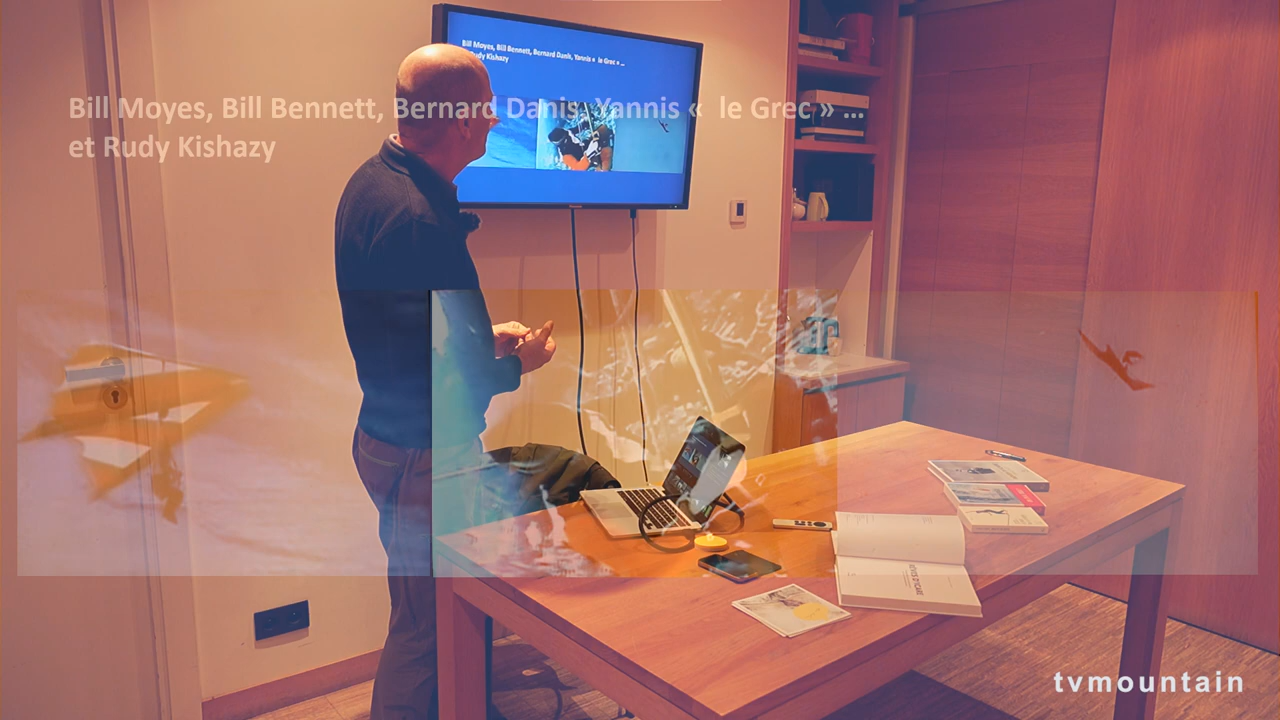 Bill Moyes, Bill Bennett, Bernard Danis, Yannis « le Grec » ...
et Rudy Kishazy
Bill Moyes, Bill Bennett, Bernard Danis, Yannis « le Grec » ...
Rudy Kishazy
tvmountain